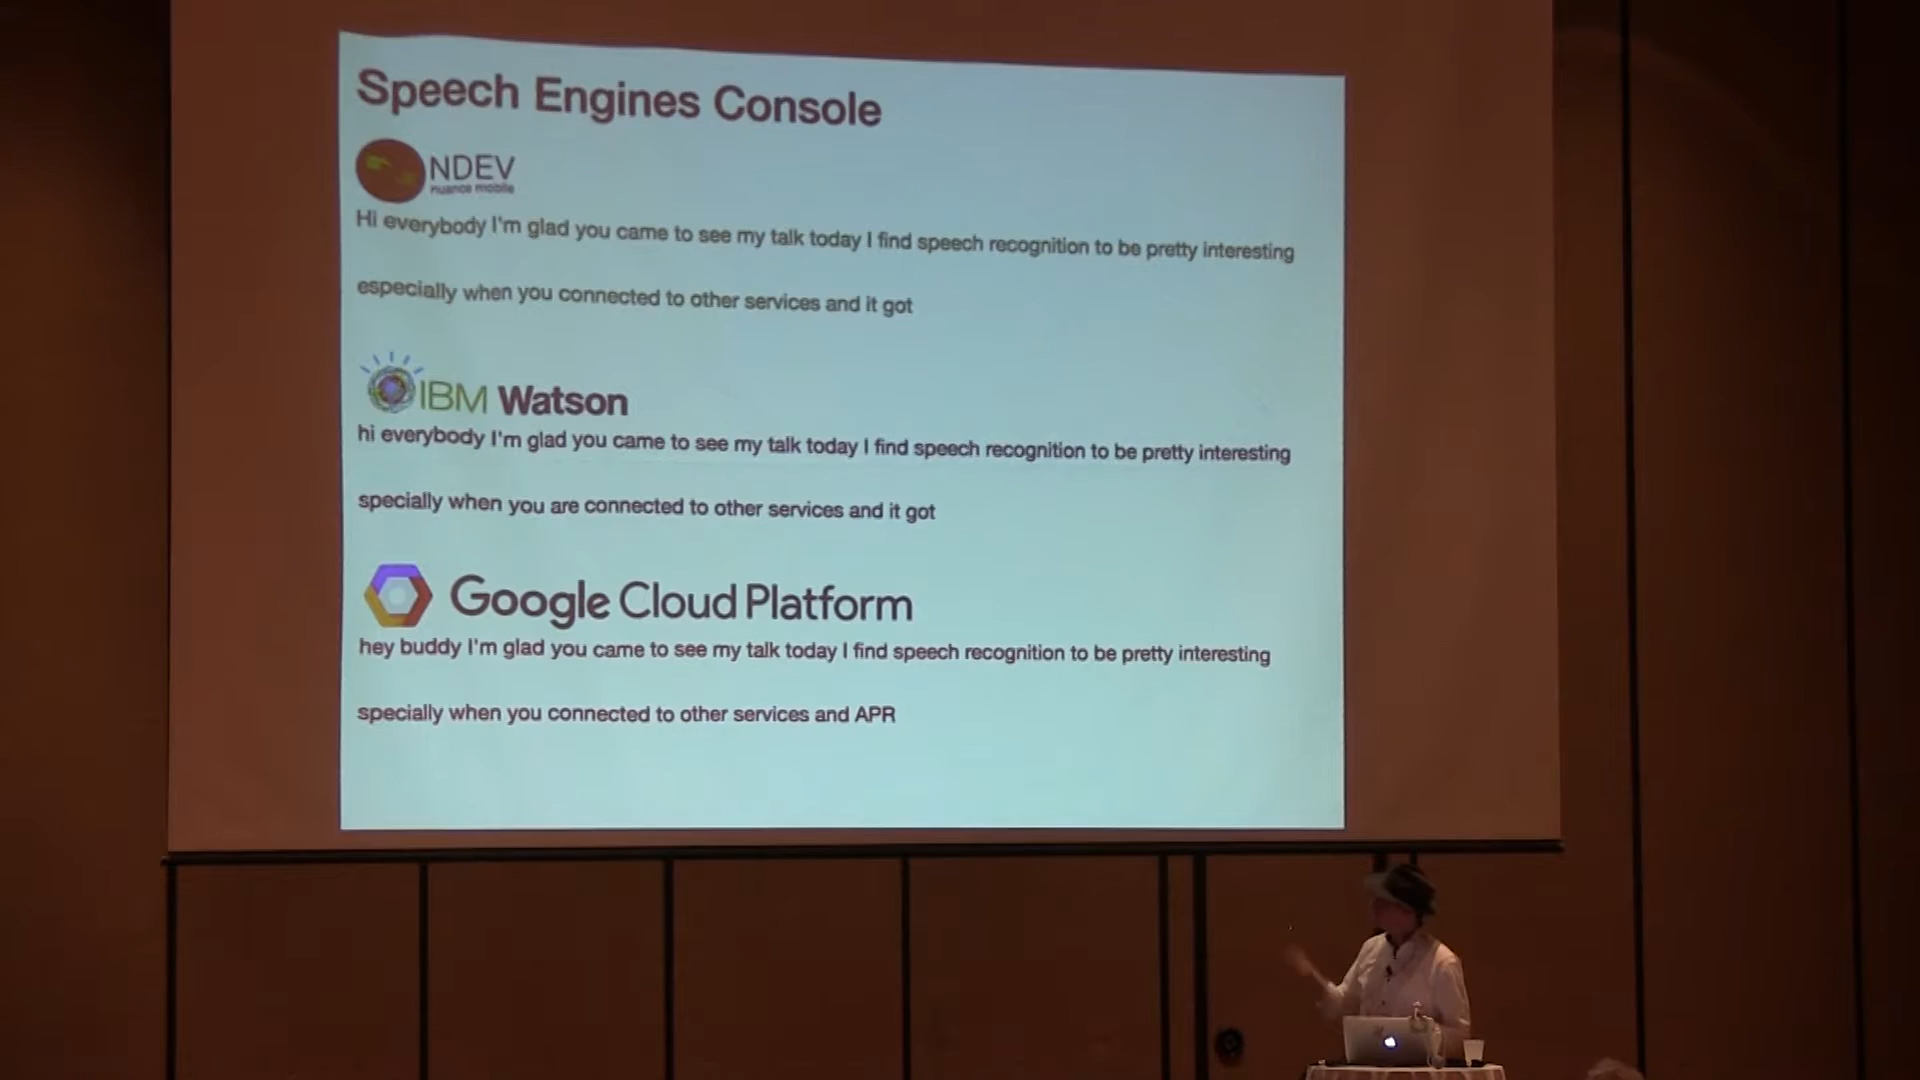 Speech Engines Console
NDEV
nuance mobile
Hi everybody I'm glad you came to see my talk today I find speech recognition to be pretty interesting
especially when you connected to other services and it got
IBM Watson
hi everybody I'm glad you came to see my talk today I find speech recognition to be pretty interesting
specially when you are connected to other services and it got
Google Cloud Platform
hey buddy I'm glad you came to see my talk today I find speech recognition to be pretty interesting
specially when you connected to other services and APR